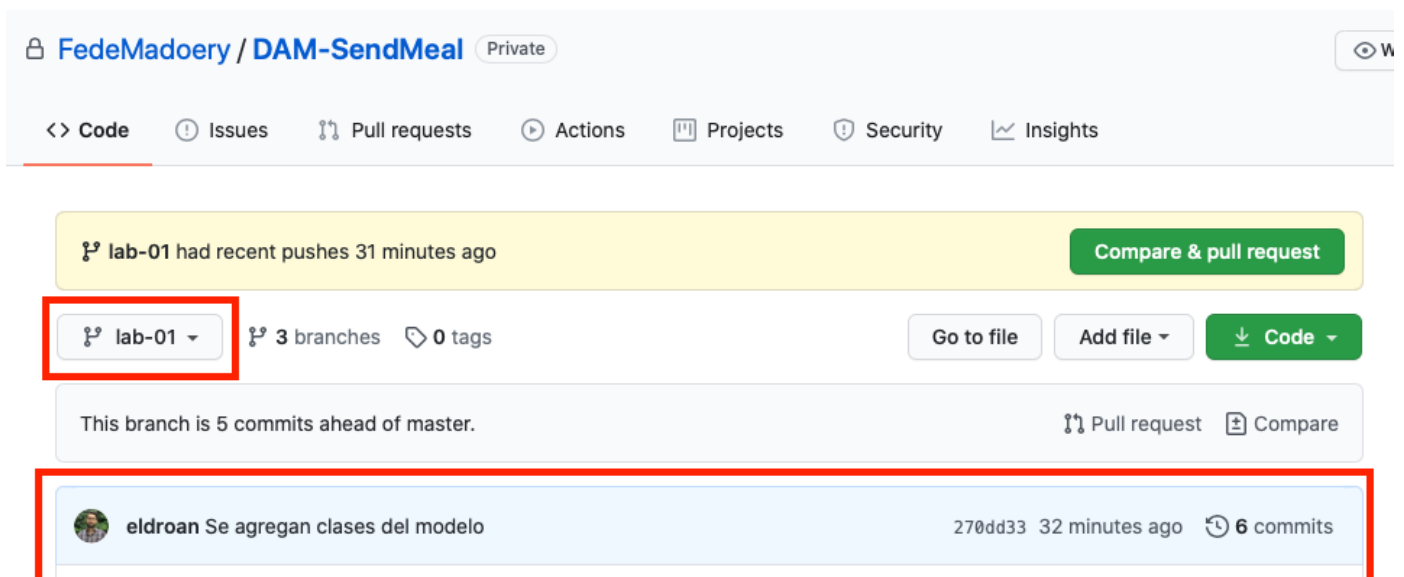 FedeMadoery / DAM-SendMeal Private
W
Code Issues Pull requests Actions Projects Security Insights
lab-01 had recent pushes 31 minutes ago Compare & pull request
lab-01 3 branches 0 tags Go to file Add file Code
This branch is 5 commits ahead of master. Pull request Compare
eldroan Se agregan clases del modelo 270dd33 32 minutes ago 6 commits